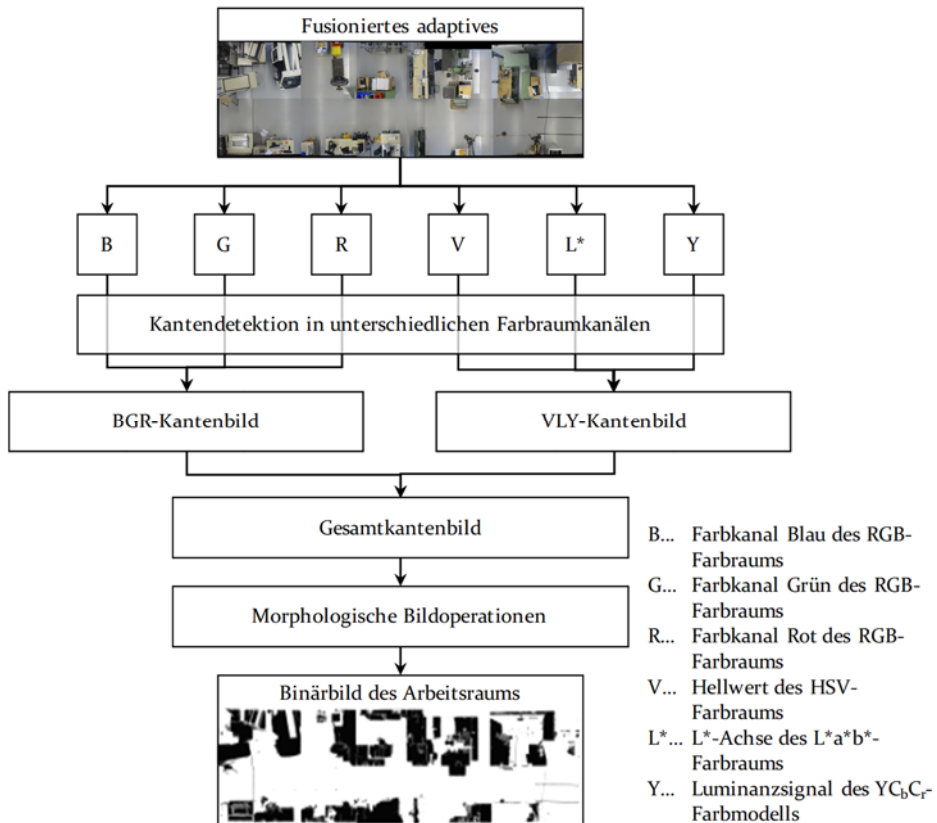 Fusioniertes adaptives
B
G
R
V
L*
Y
Kantendetektion in unterschiedlichen Farbraumkanälen
BGR-Kantenbild
VLY-Kantenbild
Gesamtkantenbild
Morphologische Bildoperationen
Binärbild des Arbeitsraums
B... Farbkanal Blau des RGB-
Farbraums
G... Farbkanal Grün des RGB-
Farbraums
R... Farbkanal Rot des RGB-
Farbraums
V... Hellwert des HSV-
Farbraums
L*... L*-Achse des L*a*b*-
Farbraums
Y... Luminanzsignal des YCbCr-
Farbmodells